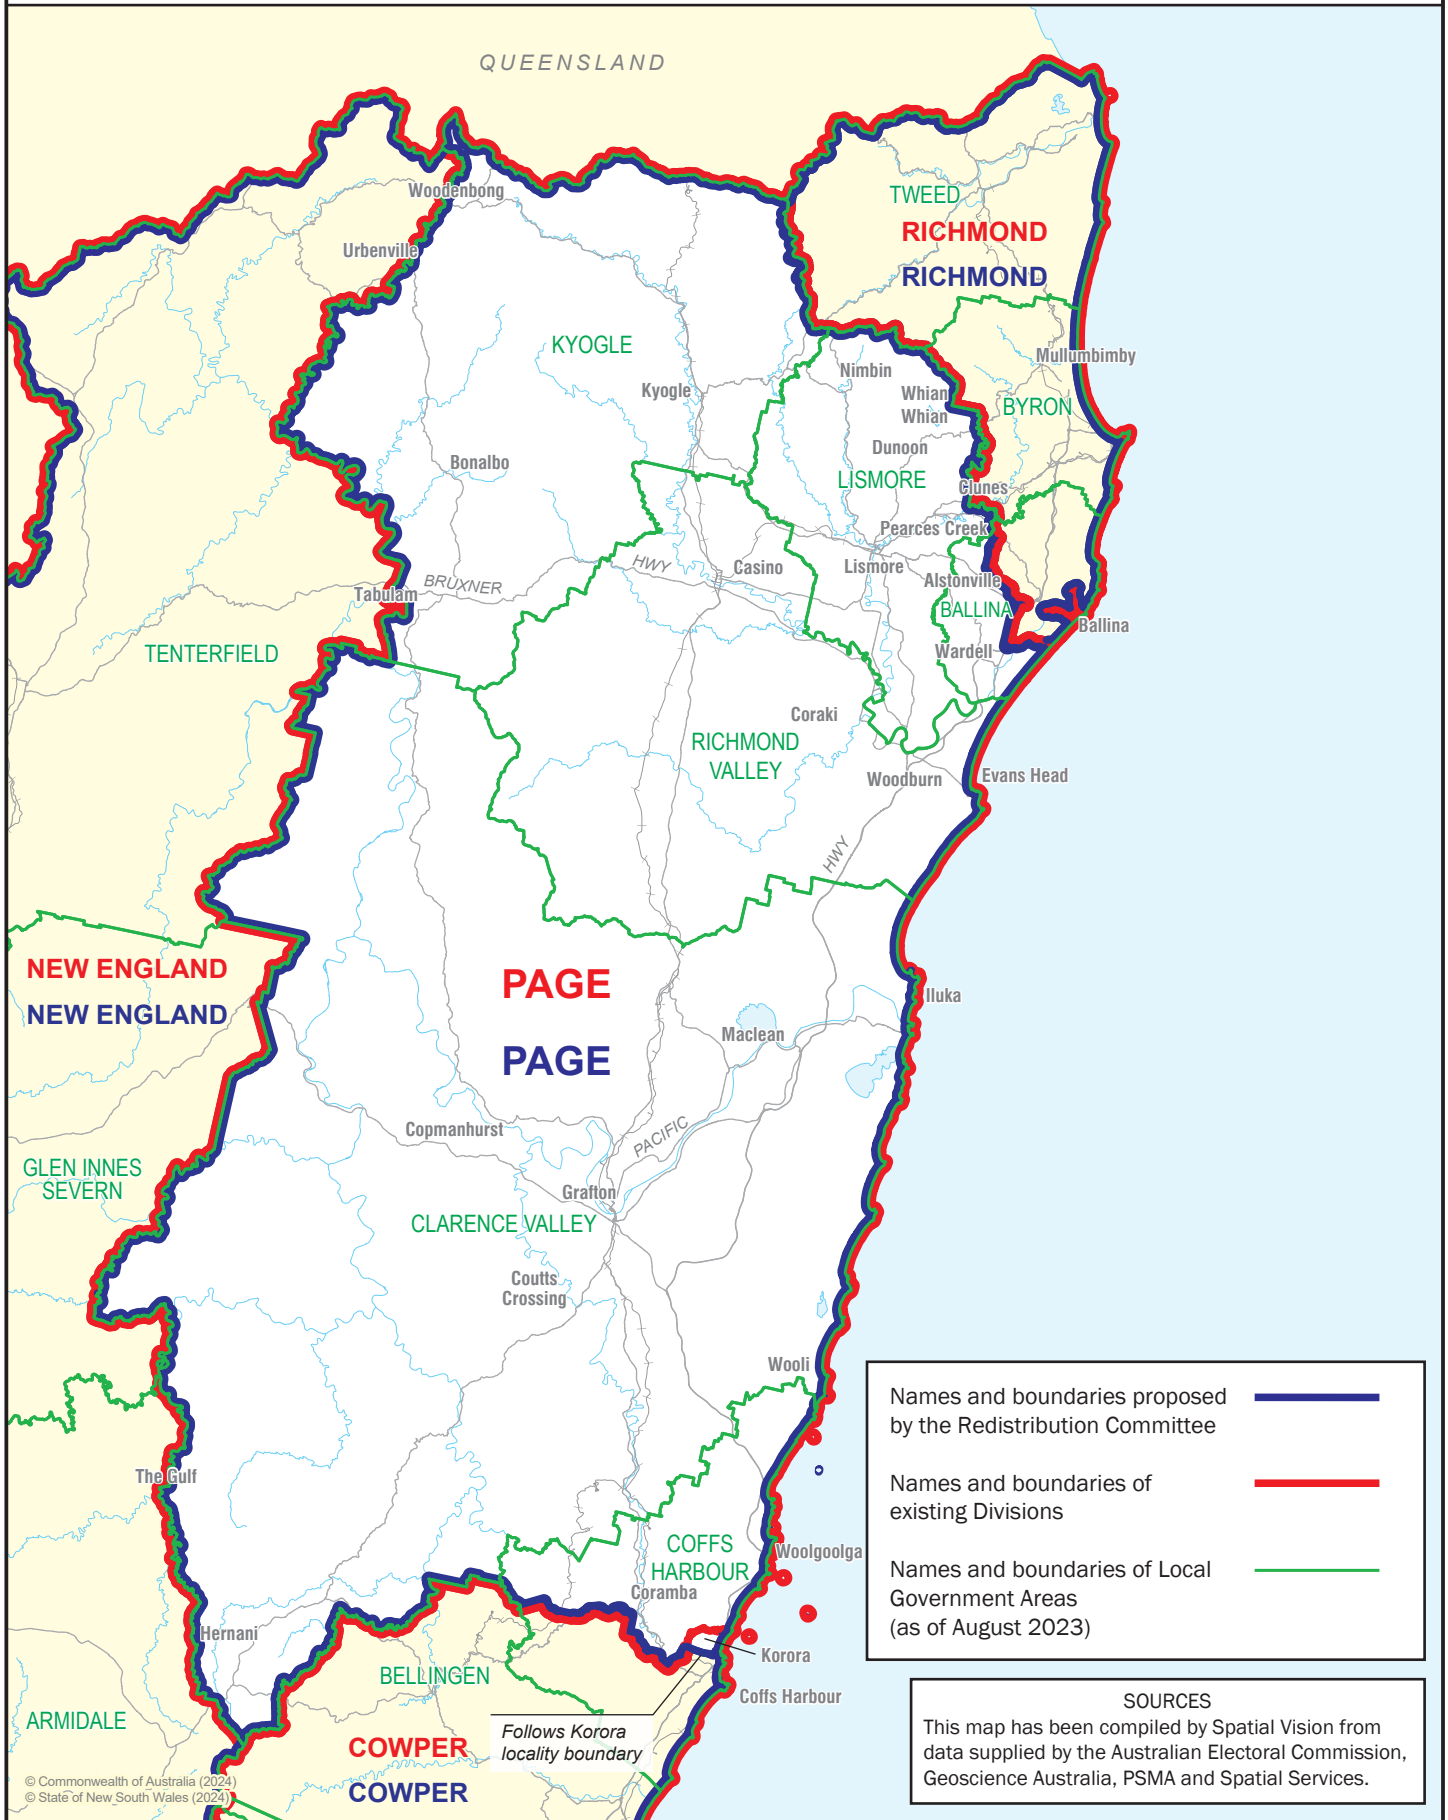 QUEENSLAND
Woodenbong
TWEED
RICHMOND
Urbenville
RICHMOND
KYOGLE
Mullumbimby
Nimbin
Kyogle
Whian
Whian
BYRON
Dunoon
Bonalbo
LISMORE
Clunes
Pearces Creek
HWY
Casino
Lismore
BRUXNER
Alstonville
Tabulam
BALLINA
Ballina
TENTERFIELD
Wardell
Coraki
RICHMOND
VALLEY
Woodburn
Evans Head
HWY
NEW ENGLAND
PAGE
Iluka
NEW ENGLAND
Maclean
PAGE
Copmanhurst
PACIFIC
GLEN INNES
SEVERN
Grafton
CLARENCE VALLEY
Coutts
Crossing
Wooli
Names and boundaries proposed
by the Redistribution Committee
The Gulf
Names and boundaries of
existing Divisions
COFFS
HARBOUR
Woolgoolga
Names and boundaries of Local
Government Areas
(as of August 2023)
Coramba
Hernani
Korora
BELLINGEN
Coffs Harbour
ARMIDALE
Follows Korora
locality boundary
COWPER
COWPER
SOURCES
This map has been compiled by Spatial Vision from
data supplied by the Australian Electoral Commission,
Geoscience Australia, PSMA and Spatial Services.
© Commonwealth of Australia (2024)
© State of New South Wales (2024)